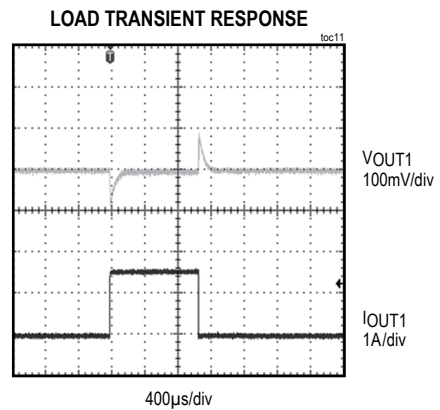 LOAD TRANSIENT RESPONSE
toc11
T
VOUT1
100mV/div
IOUT1
1A/div
400µs/div